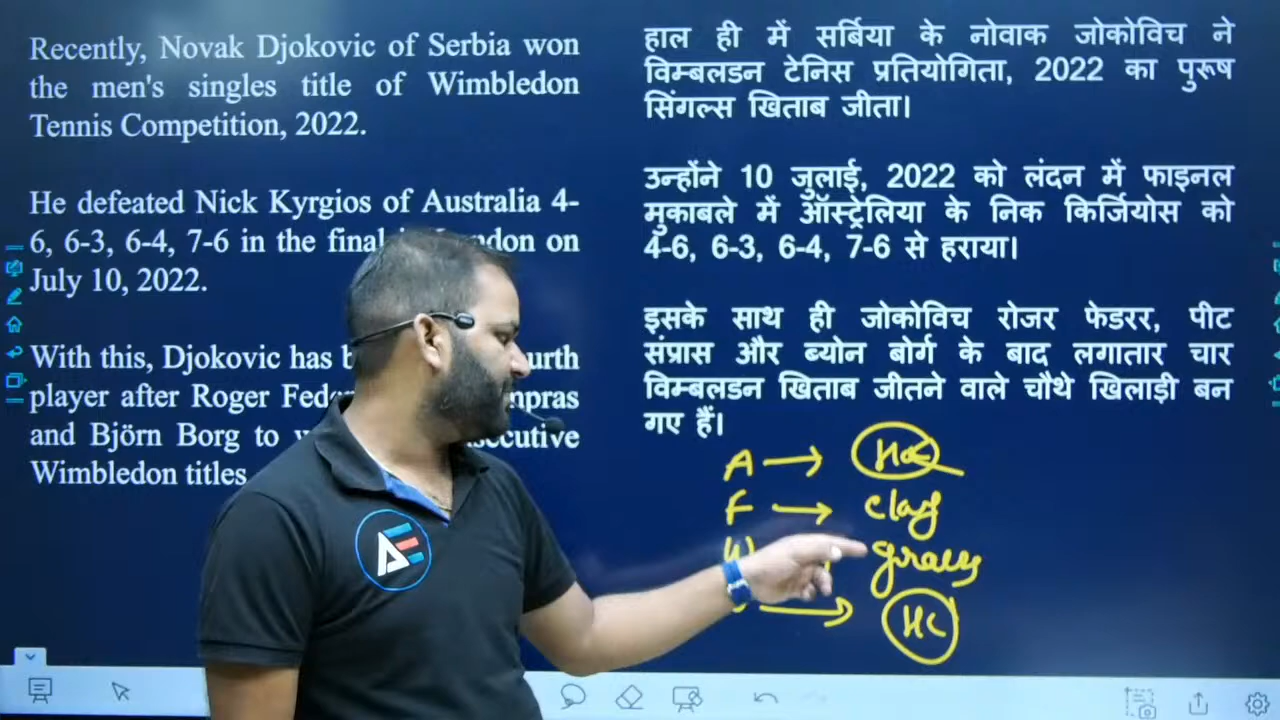 Recently, Novak Djokovic of Serbia won
the men's singles title of Wimbledon
Tennis Competition, 2022.
He defeated Nick Kyrgios of Australia 4-
6, 6-3, 6-4, 7-6 in the final London on
July 10, 2022.
With this, Djokovic has
player after Roger
and Björn Borg to
Wimbledon titles
हाल ही में सर्बिया के नोवाक जोकोविच ने
विम्बलडन टेनिस प्रतियोगिता, 2022 का पुरूष
सिंगल्स खिताब जीता।
उन्होंने 10 जुलाई, 2022 को लंदन में फाइनल
मुकाबले में ऑस्ट्रेलिया के निक किर्जियोस को
4-6, 6-3, 6-4, 7-6 से हराया।
इसके साथ ही जोकोविच रोजर फेडरर, पीट
संप्रास और ब्योन बोर्ग के बाद लगातार चार
विम्बलडन खिताब जीतने वाले चौथे खिलाड़ी बन
गए हैं।
A → HC
F → clay
W grass
→ HC